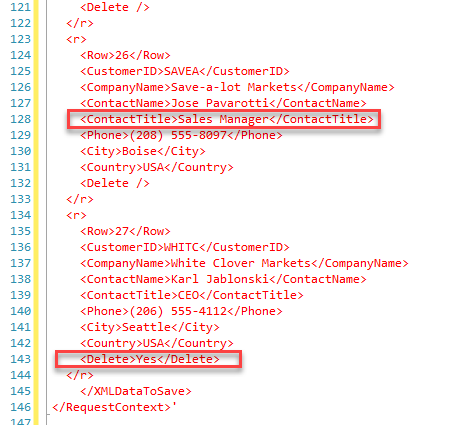 121 <Delete />
122 </r>
123 <r>
124 <Row>26</Row>
125 <CustomerID>SAVEA</CustomerID>
126 <CompanyName>Save-a-lot Markets</CompanyName>
127 <ContactName>Jose Pavarotti</ContactName>
128 <ContactTitle>Sales Manager</ContactTitle>
129 <Phone>(208) 555-8097</Phone>
130 <City>Boise</City>
131 <Country>USA</Country>
132 <Delete />
133 </r>
134 <r>
135 <Row>27</Row>
136 <CustomerID>WHITC</CustomerID>
137 <CompanyName>White Clover Markets</CompanyName>
138 <ContactName>Karl Jablonski</ContactName>
139 <ContactTitle>CEO</ContactTitle>
140 <Phone>(206) 555-4112</Phone>
141 <City>Seattle</City>
142 <Country>USA</Country>
143 <Delete>Yes</Delete>
144 </r>
145 </XMLDataToSave>
146 </RequestContext>'